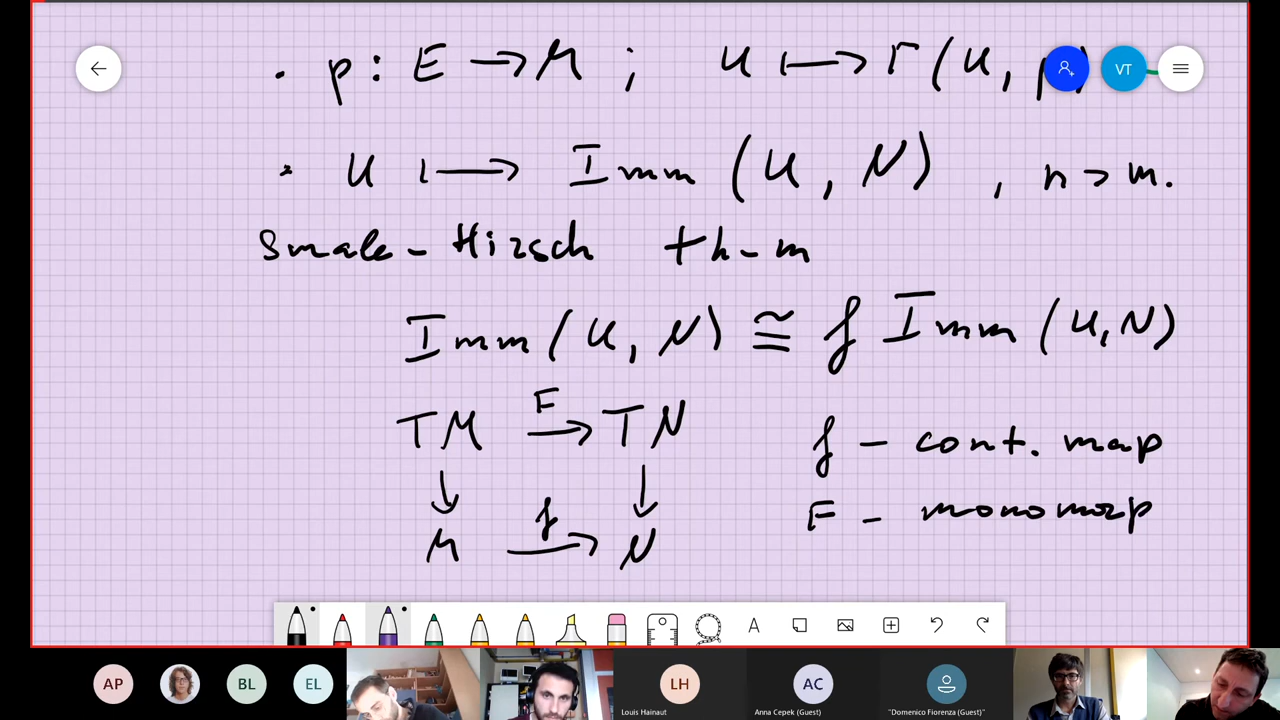 · p : E → M ; U ↦ Γ(U, p)
· U ↦ Imm (U, N) , n > m.
Smale - Hirsch th-m
Imm(U, N) ≅ f Imm(U, N)
TM →F TN
f - cont. map
↓ ↓
F - monomorp
M →f N
VT
A
AP
BL
EL
LH
Louis Hainaut
AC
Anna Cepek (Guest)
"Domenico Fiorenza (Guest)"